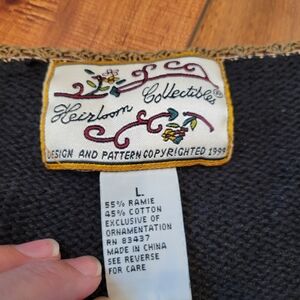 Heirloom Collectibles®
DESIGN AND PATTERN COPYRIGHTED 1999
L
55% RAMIE
45% COTTON
EXCLUSIVE OF
ORNAMENTATION
RN 83437
MADE IN CHINA
SEE REVERSE
FOR CARE